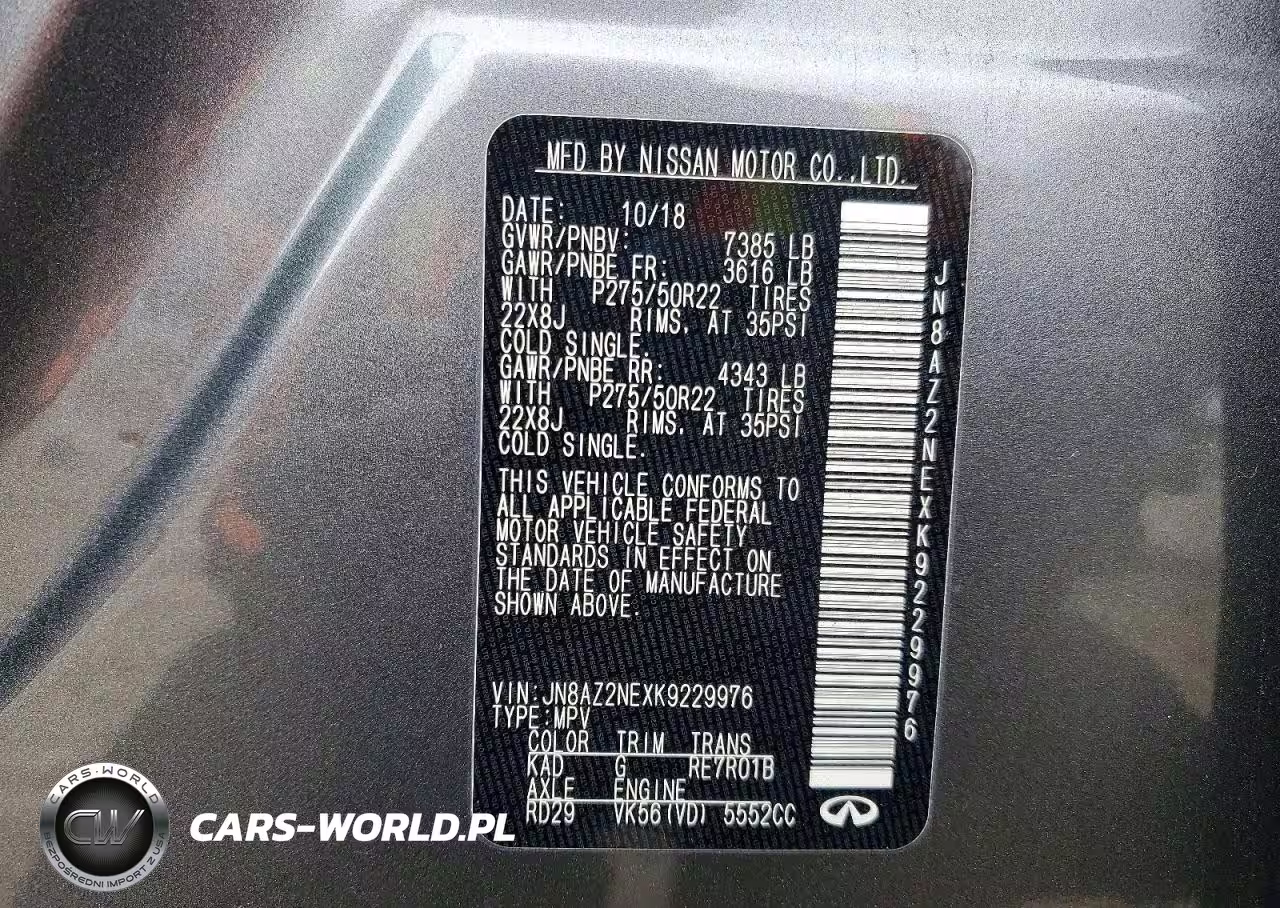 MFD BY NISSAN MOTOR CO.,LTD.
DATE: 10/18
GVWR/PNBV: 7385 LB
GAWR/PNBE FR: 3616 LB
WITH P275/50R22 TIRES
22X8J RIMS, AT 35PSI
COLD SINGLE.
GAWR/PNBE RR: 4343 LB
WITH P275/50R22 TIRES
22X8J RIMS, AT 35PSI
COLD SINGLE.
THIS VEHICLE CONFORMS TO
ALL APPLICABLE FEDERAL
MOTOR VEHICLE SAFETY
STANDARDS IN EFFECT ON
THE DATE OF MANUFACTURE
SHOWN ABOVE.
VIN:JN8AZ2NEXK9229976
TYPE:MPV
COLOR TRIM TRANS
KAD G RE7R01B
AXLE ENGINE
RD29 VK56(VD) 5552CC
JN8AZ2NEXK9229976
CARS-WORLD
CW
BEZPOŚREDNI IMPORT Z USA
CARS-WORLD.PL